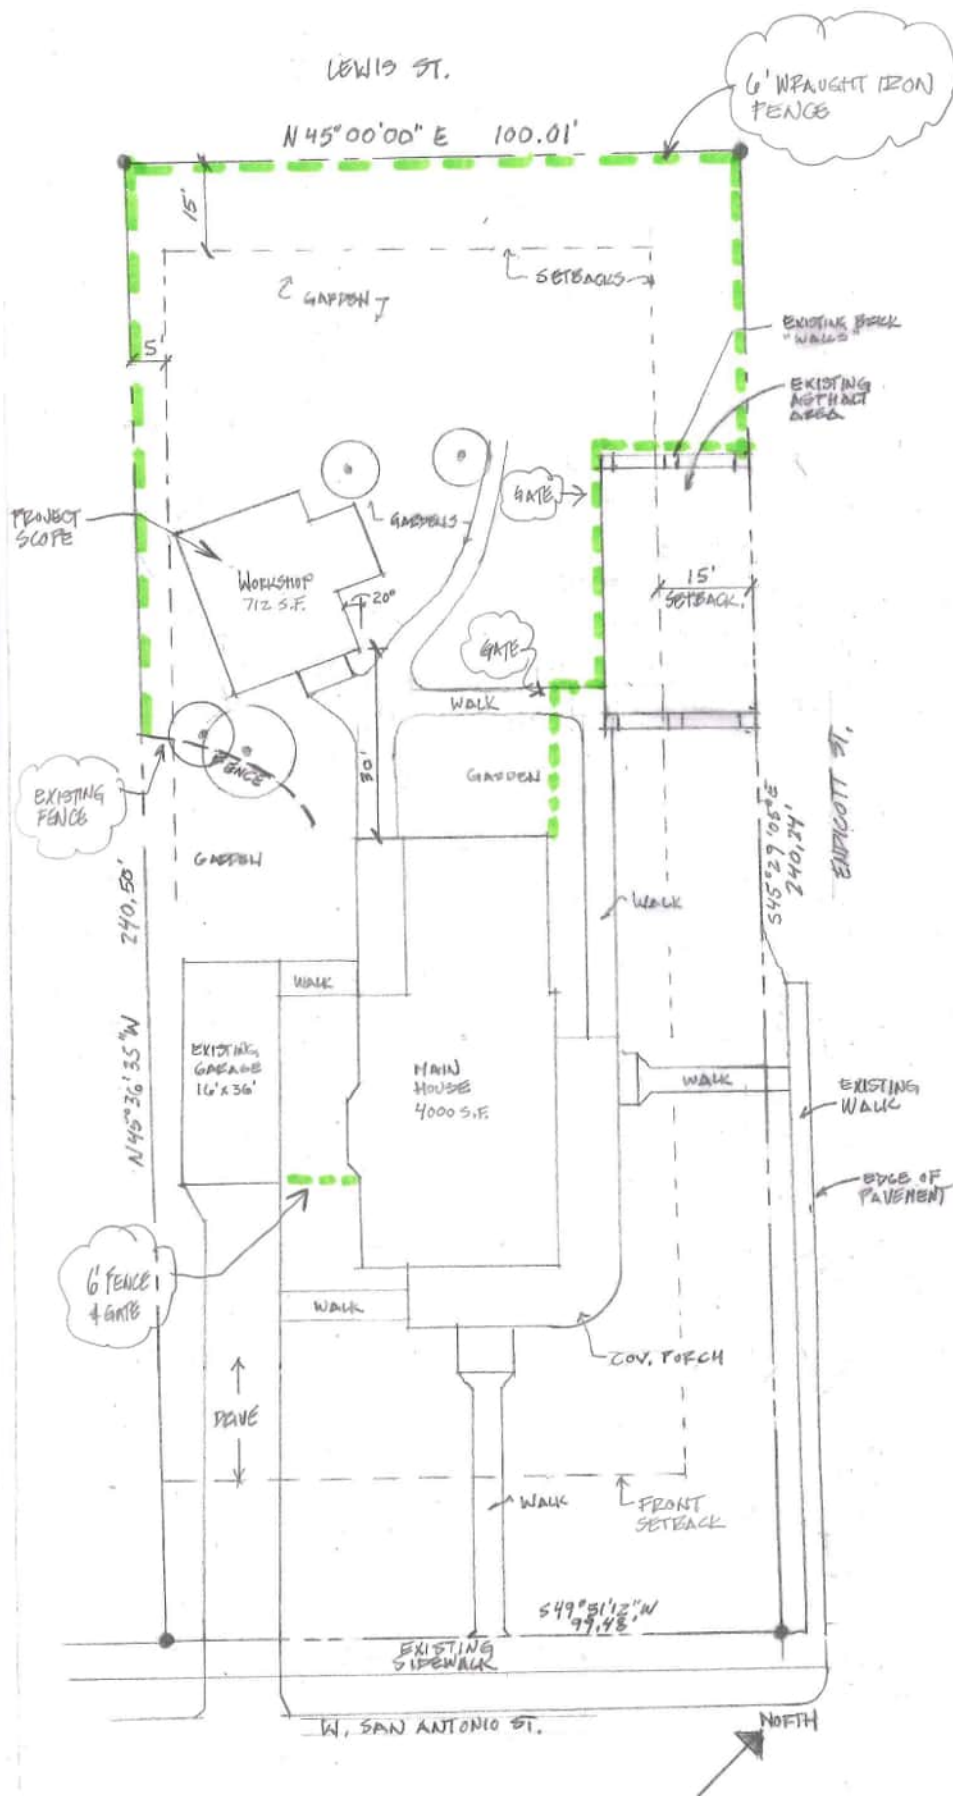 LEWIS ST.
6' WRAUGHT IRON
FENCE
N 45° 00' 00" E 100.01'
15'
SETBACKS
GARDEN
EXISTING BRICK
"WALLS"
5'
EXISTING
ASPHALT
AREA
GATE
PROJECT
SCOPE
GARDENS
WORKSHOP
712 S.F.
20°
15'
SETBACK
GATE
WALK
FENCE
30'
GARDEN
EXISTING
FENCE
ENDICOTT ST.
S45° 29' 05" E
240.24'
GARDEN
240.50'
N45° 36' 35" W
WALK
WALK
EXISTING
GARAGE
16' x 36'
MAIN
HOUSE
4000 S.F.
WALK
EXISTING
WALK
EDGE OF
PAVEMENT
6' FENCE
& GATE
WALK
COV. PORCH
DRIVE
WALK
FRONT
SETBACK
S49° 51' 12" W
99.48'
EXISTING
SIDEWALK
W. SAN ANTONIO ST.
NORTH